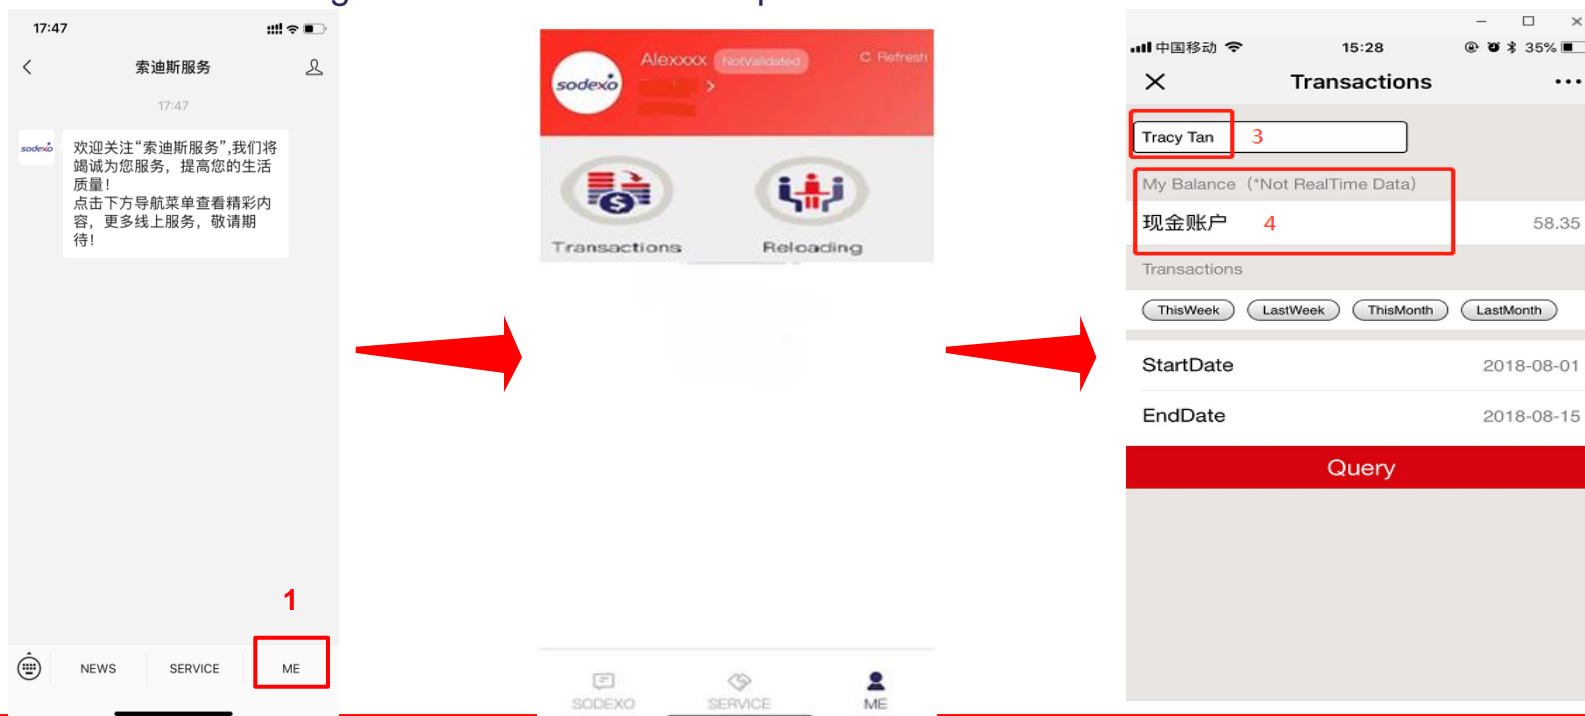 17:47
索迪斯服务
17:47
sodexo
欢迎关注“索迪斯服务”,我们将
竭诚为您服务，提高您的生活
质量！
点击下方导航菜单查看精彩内
容，更多线上服务，敬请期
待！
1
NEWS
SERVICE
ME
Alexxxx
NotValidated
Refresh
sodexo
Transactions
Reloading
SODEXO
SERVICE
ME
中国移动
15:28
35%
Transactions
Tracy Tan
3
My Balance（*Not RealTime Data）
现金账户
4
58.35
Transactions
ThisWeek
LastWeek
ThisMonth
LastMonth
StartDate
2018-08-01
EndDate
2018-08-15
Query